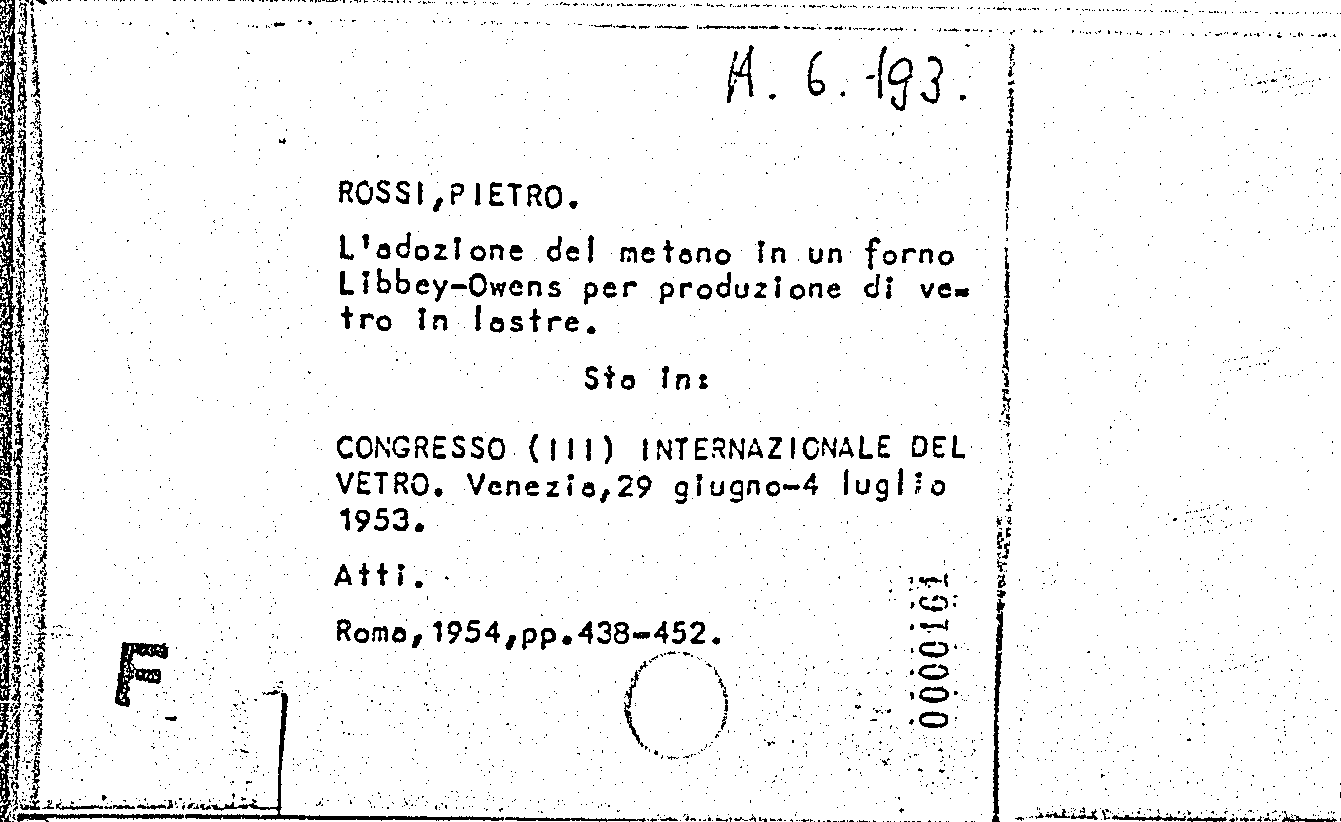 A. 6. 193.
ROSSI,PIETRO.
L'adozione del metano in un forno
Libbey-Owens per produzione di ve=
tro in lastre.
Sta in:
CONGRESSO (III) INTERNAZIONALE DEL
VETRO. Venezia,29 giugno-4 luglio
1953.
Atti.
Roma,1954,pp.438-452.
F
0000161